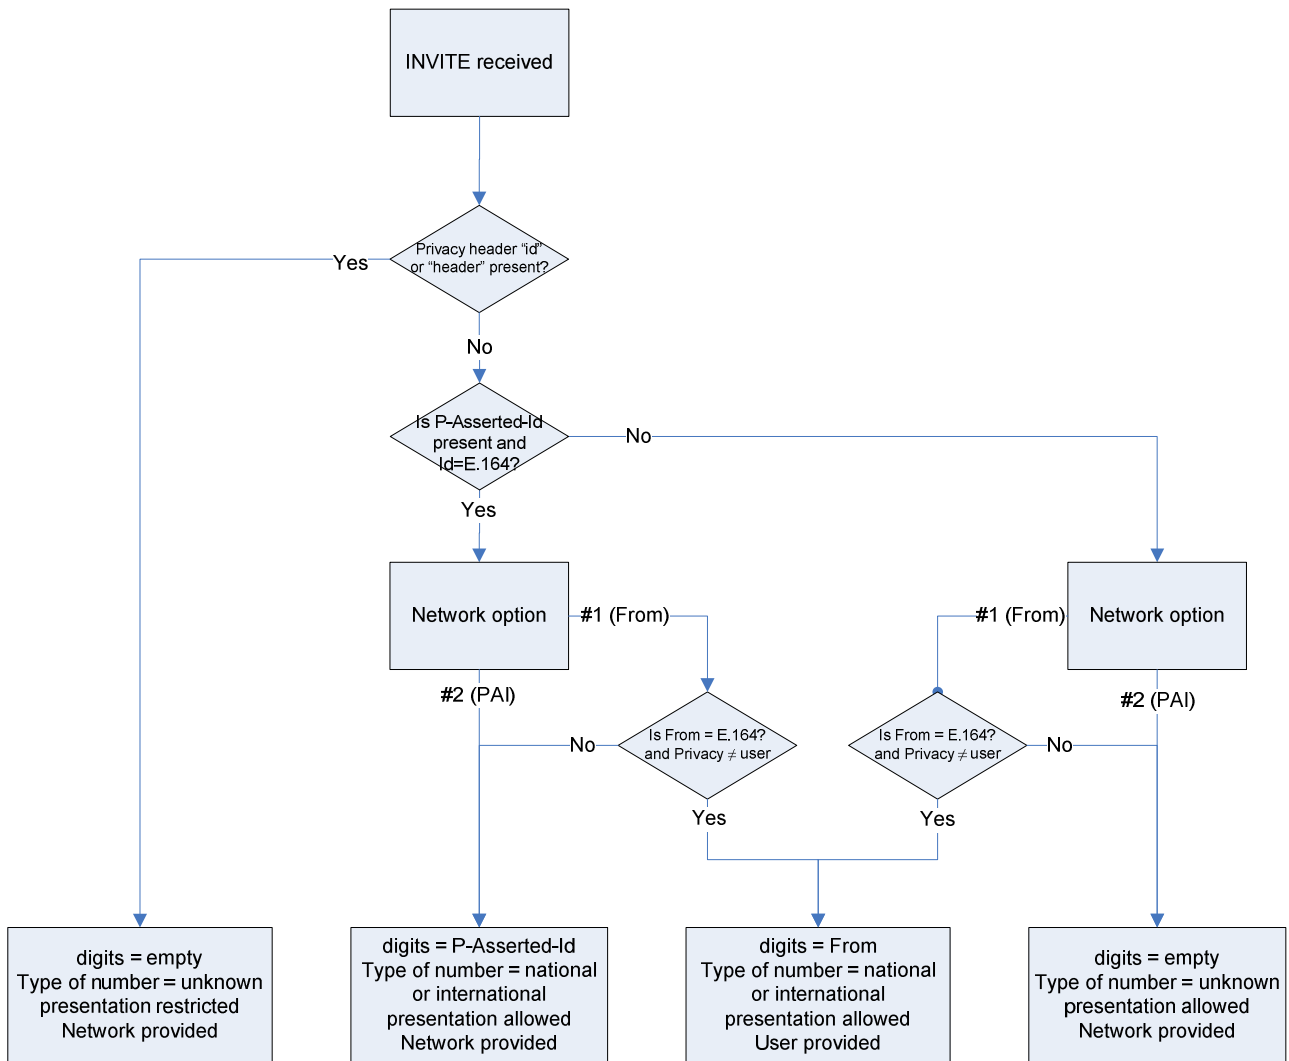 INVITE received
Privacy header “id”
or “header” present?
Yes
No
Is P-Asserted-Id
present and
Id=E.164?
No
Yes
Network option
#1 (From)
#2 (PAI)
#1 (From)
Network option
#2 (PAI)
Is From = E.164?
and Privacy ≠ user
No
Yes
Is From = E.164?
and Privacy ≠ user
No
Yes
digits = empty
Type of number = unknown
presentation restricted
Network provided
digits = P-Asserted-Id
Type of number = national
or international
presentation allowed
Network provided
digits = From
Type of number = national
or international
presentation allowed
User provided
digits = empty
Type of number = unknown
presentation allowed
Network provided